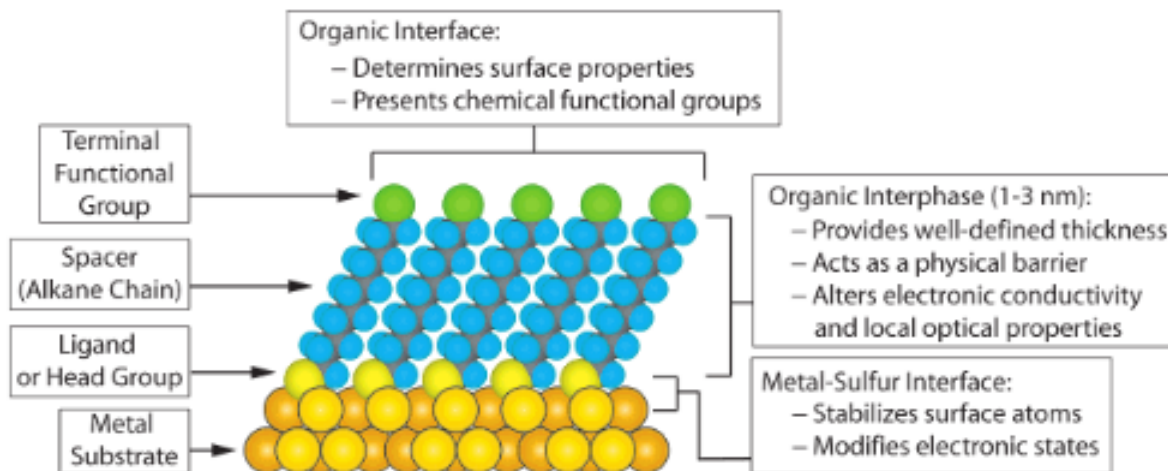 Organic Interface:
– Determines surface properties
– Presents chemical functional groups
Terminal
Functional
Group
Spacer
(Alkane Chain)
Ligand
or Head Group
Metal
Substrate
Organic Interphase (1-3 nm):
– Provides well-defined thickness
– Acts as a physical barrier
– Alters electronic conductivity
and local optical properties
Metal-Sulfur Interface:
– Stabilizes surface atoms
– Modifies electronic states